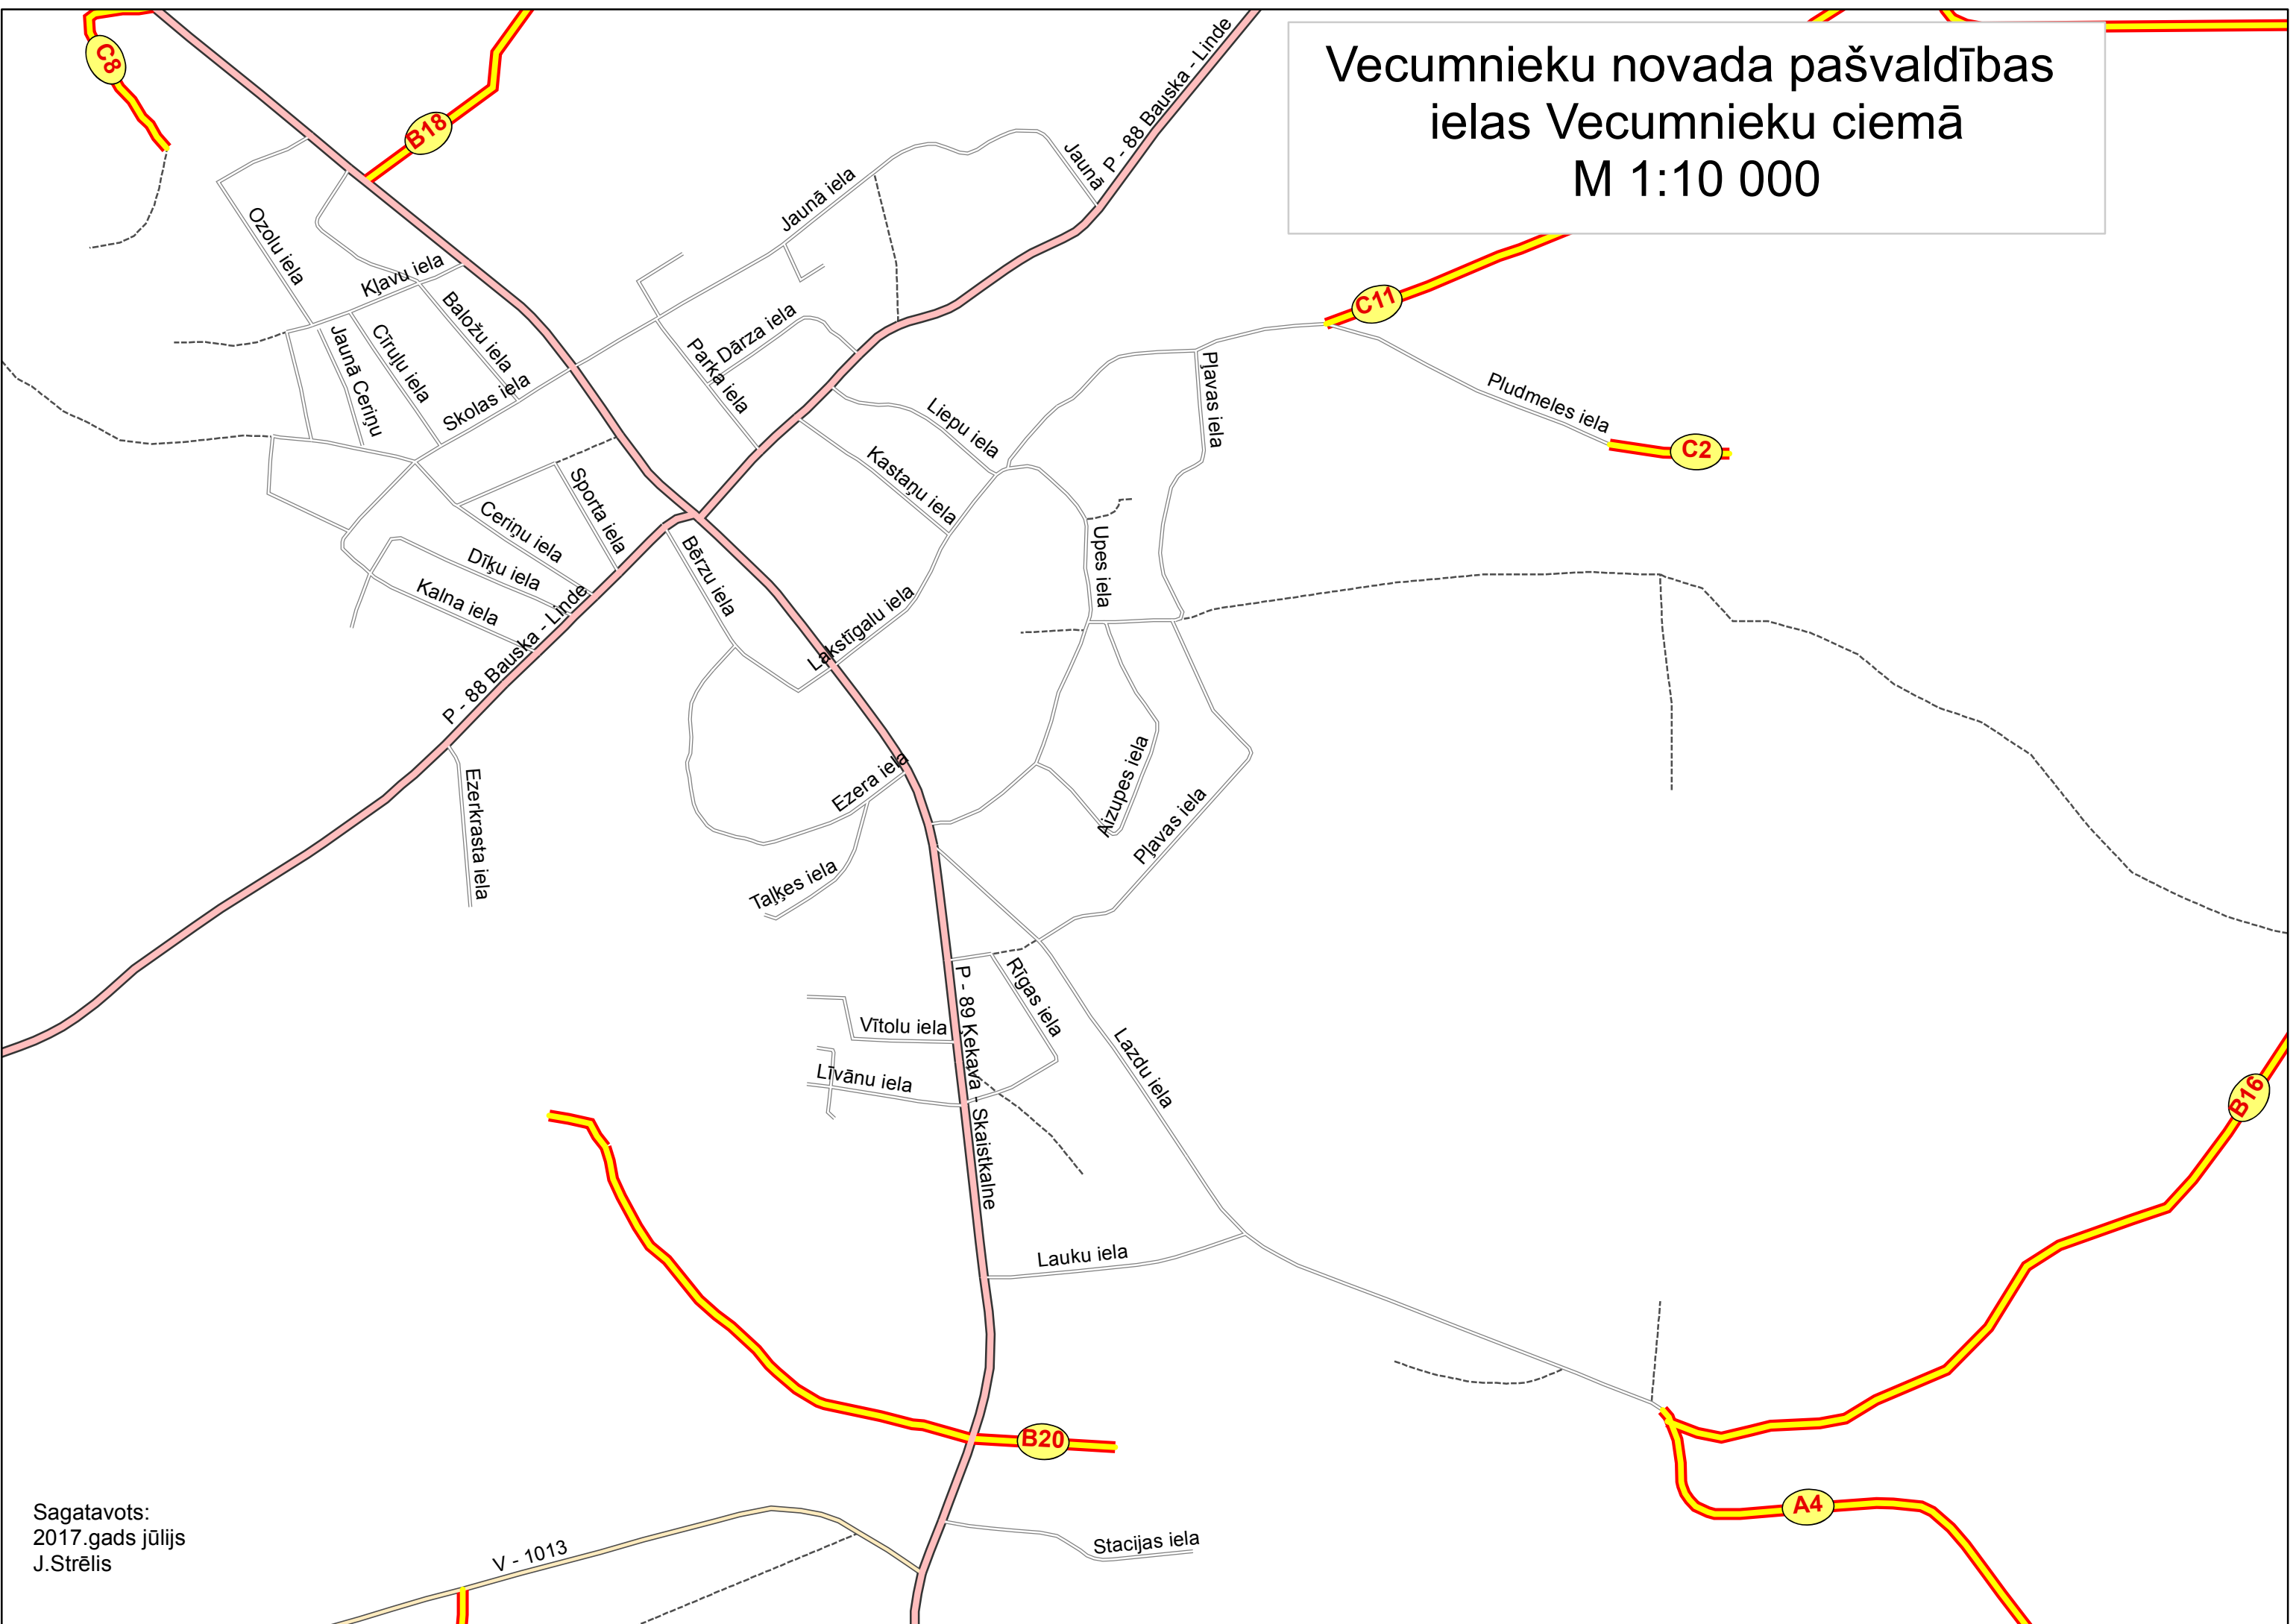 Vecumnieku novada pašvaldības
ielas Vecumnieku ciemā
M 1:10 000
C8
B18
P - 88 Bauska - Linde
Jaunā
Jaunā iela
Ozolu iela
Kļavu iela
Baložu iela
Cīruļu iela
Jaunā Ceriņu
Skolas iela
Parka iela
Dārza iela
C11
Pļavas iela
Pludmeles iela
C2
Liepu iela
Kastaņu iela
Sporta iela
Ceriņu iela
Dīķu iela
Kalna iela
Bērzu iela
Upes iela
Lakstīgalu iela
P - 88 Bauska - Linde
Ezerkrasta iela
Ezera iela
Aizupes iela
Pļavas iela
Taļķes iela
Rīgas iela
P - 89 Ķekava - Skaistkalne
Vītolu iela
Līvānu iela
Lazdu iela
B16
Lauku iela
B20
A4
Stacijas iela
V - 1013
Sagatavots:
2017.gads jūlijs
J.Strēlis